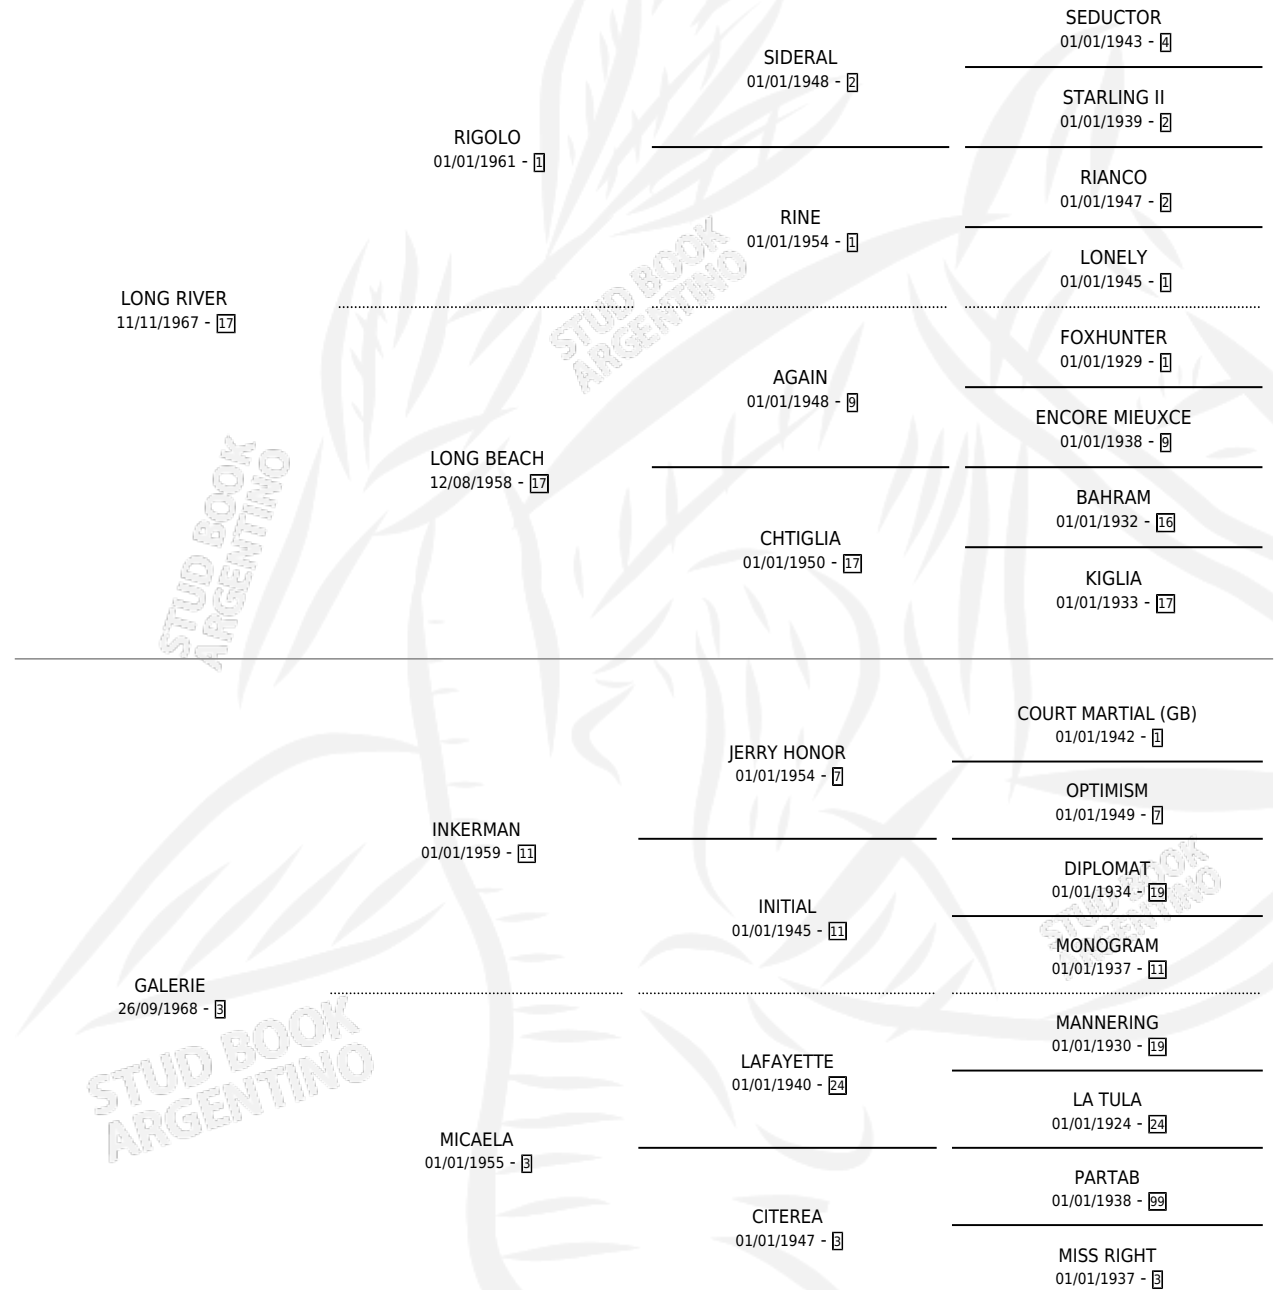 SEDUCTOR
01/01/1943 - 4
SIDERAL
01/01/1948 - 2
STARLING II
01/01/1939 - 2
RIGOLO
01/01/1961 - 1
RIANCO
01/01/1947 - 2
RINE
01/01/1954 - 1
LONELY
01/01/1945 - 1
LONG RIVER
11/11/1967 - 17
FOXHUNTER
01/01/1929 - 1
AGAIN
01/01/1948 - 9
ENCORE MIEUXCE
01/01/1938 - 9
LONG BEACH
12/08/1958 - 17
BAHRAM
01/01/1932 - 16
CHTIGLIA
01/01/1950 - 17
KIGLIA
01/01/1933 - 17
COURT MARTIAL (GB)
01/01/1942 - 1
JERRY HONOR
01/01/1954 - 7
OPTIMISM
01/01/1949 - 7
INKERMAN
01/01/1959 - 11
DIPLOMAT
01/01/1934 - 19
INITIAL
01/01/1945 - 11
MONOGRAM
01/01/1937 - 11
GALERIE
26/09/1968 - 3
MANNERING
01/01/1930 - 19
LAFAYETTE
01/01/1940 - 24
LA TULA
01/01/1924 - 24
MICAELA
01/01/1955 - 3
PARTAB
01/01/1938 - 99
CITEREA
01/01/1947 - 3
MISS RIGHT
01/01/1937 - 3
STUD BOOK
ARGENTINO
STUD BOOK
ARGENTINO
STUD BOOK
ARGENTINO
STUD BOOK
ARGENTINO